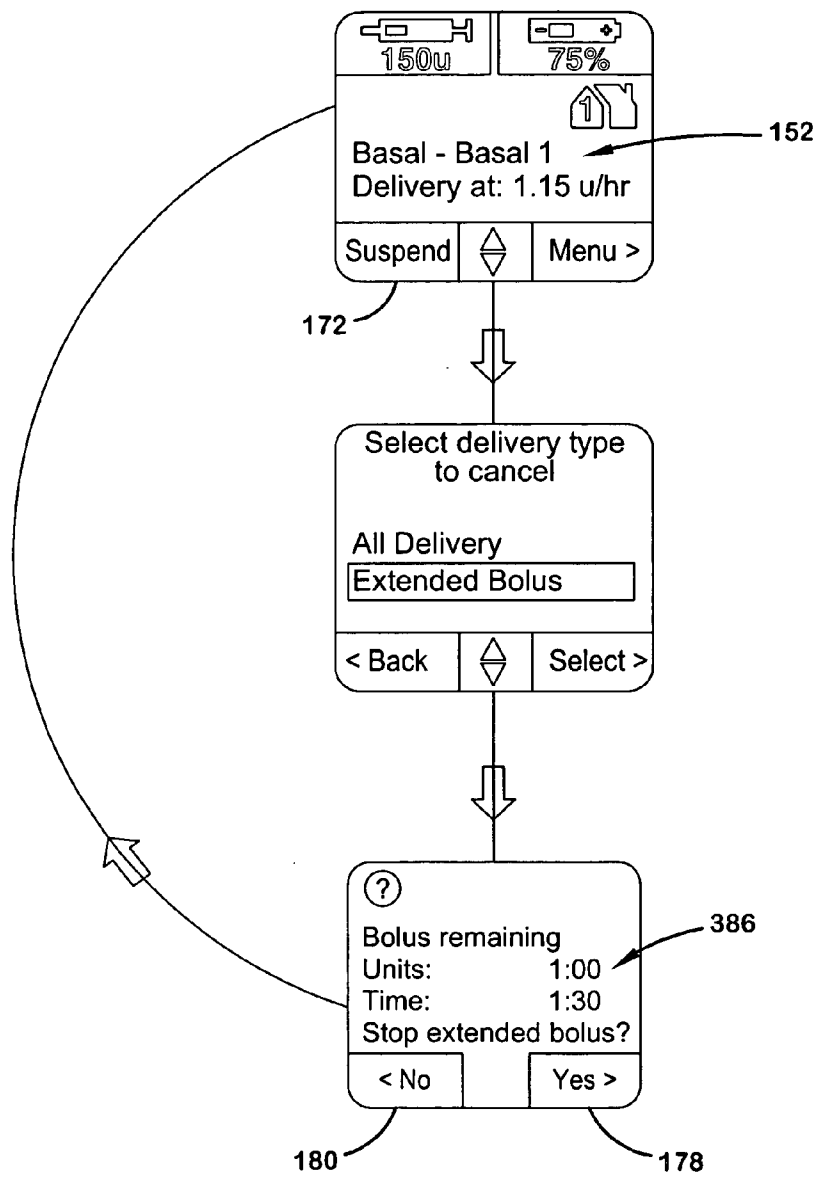 150u 75%
1
152
Basal - Basal 1
Delivery at: 1.15 u/hr
Suspend Menu >
172
Select delivery type
to cancel
All Delivery
Extended Bolus
< Back Select >
?
386
Bolus remaining
Units: 1:00
Time: 1:30
Stop extended bolus?
< No Yes >
180 178